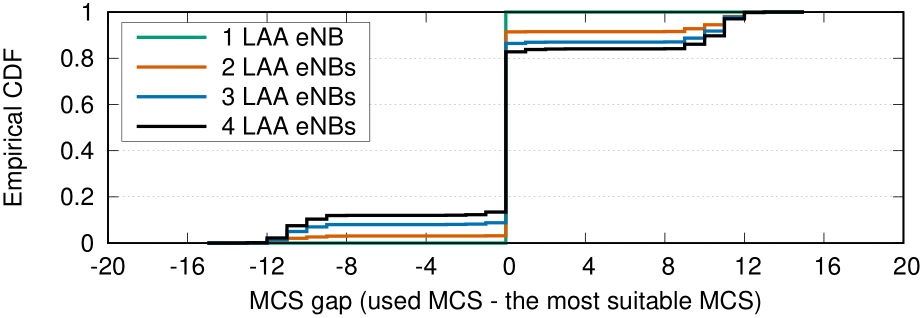 1
0.8
0.6
0.4
0.2
0
Empirical CDF
1 LAA eNB
2 LAA eNBs
3 LAA eNBs
4 LAA eNBs
-20 -16 -12 -8 -4 0 4 8 12 16 20
MCS gap (used MCS - the most suitable MCS)